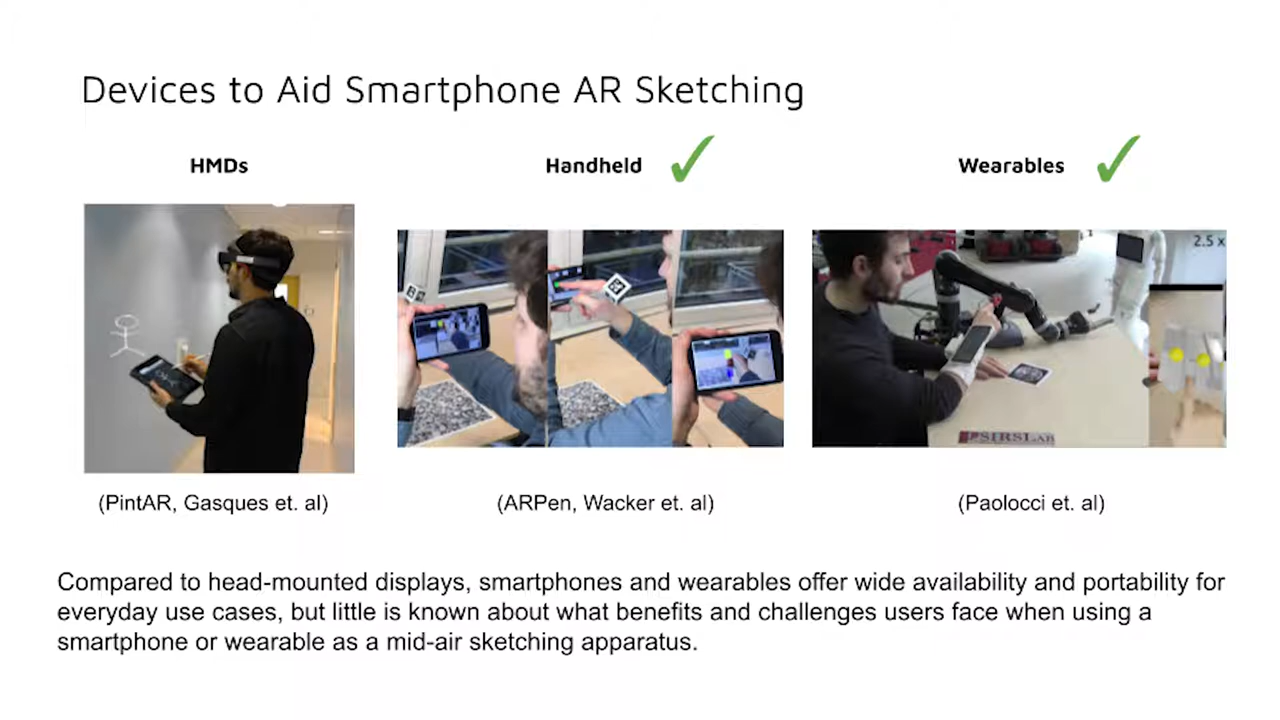 Devices to Aid Smartphone AR Sketching
HMDs
Handheld
Wearables
2.5 x
SIRSLAB
(PintAR, Gasques et. al)
(ARPen, Wacker et. al)
(Paolocci et. al)
Compared to head-mounted displays, smartphones and wearables offer wide availability and portability for
everyday use cases, but little is known about what benefits and challenges users face when using a
smartphone or wearable as a mid-air sketching apparatus.